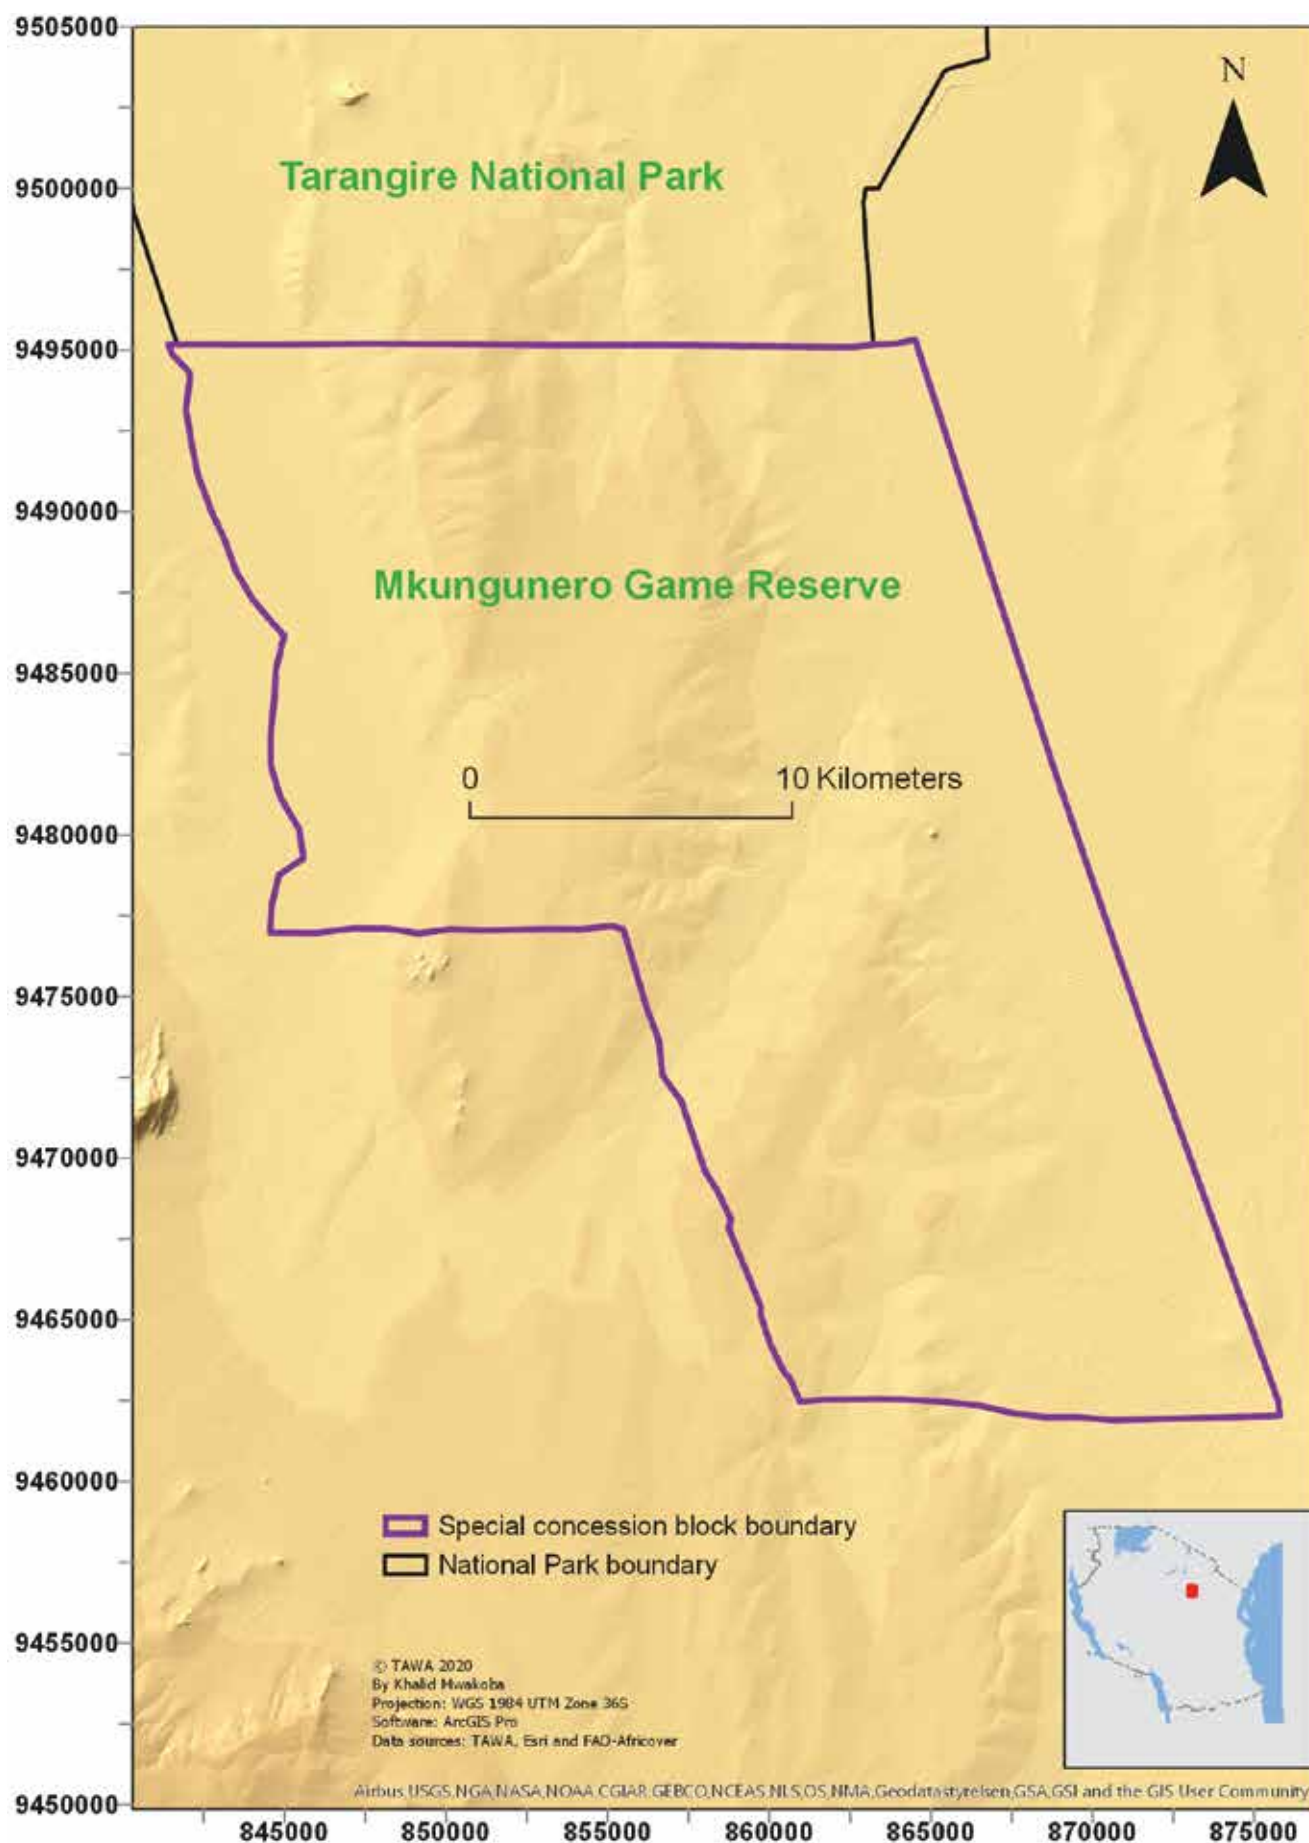 9505000
N
Tarangire National Park
9500000
9495000
9490000
Mkungunero Game Reserve
9485000
0 10 Kilometers
9480000
9475000
9470000
9465000
9460000
Special concession block boundary
National Park boundary
9455000
© TAWA 2020
By Khalid Mwakoba
Projection: WGS 1984 UTM Zone 36S
Software: ArcGIS Pro
Data sources: TAWA, Esri and FAO-Africover
Airbus,USGS,NGA,NASA,NOAA,CGIAR,GEBCO,NCEAS,NLS,OS,NMA,Geodatastyrelsen,GSA,GSI and the GIS User Community
9450000
845000 850000 855000 860000 865000 870000 875000